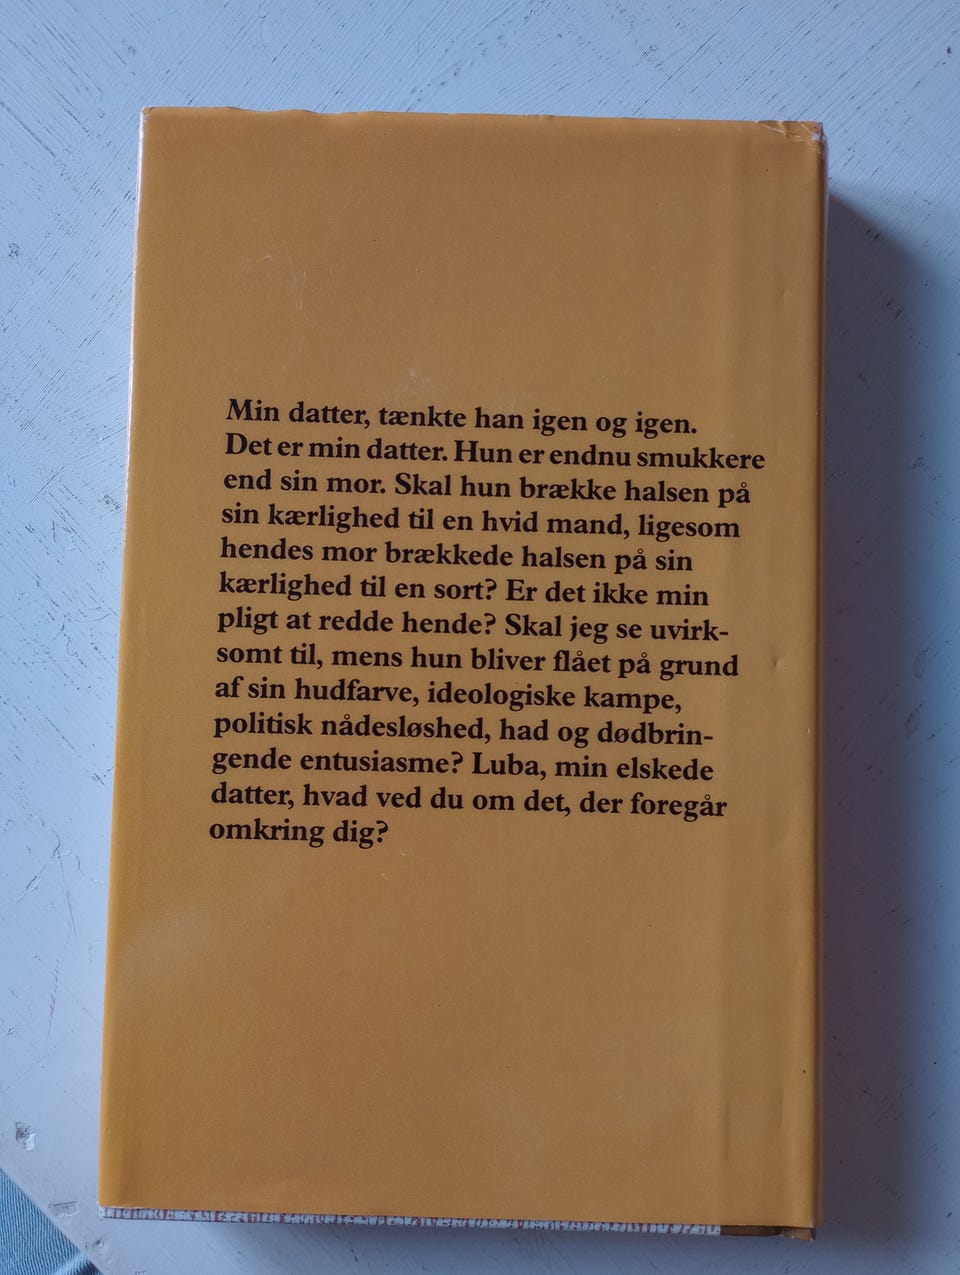 Min datter, tænkte han igen og igen.
Det er min datter. Hun er endnu smukkere
end sin mor. Skal hun brække halsen på
sin kærlighed til en hvid mand, ligesom
hendes mor brækkede halsen på sin
kærlighed til en sort? Er det ikke min
pligt at redde hende? Skal jeg se uvirk-
somt til, mens hun bliver flået på grund
af sin hudfarve, ideologiske kampe,
politisk nådesløshed, had og dødbrin-
gende entusiasme? Luba, min elskede
datter, hvad ved du om det, der foregår
omkring dig?